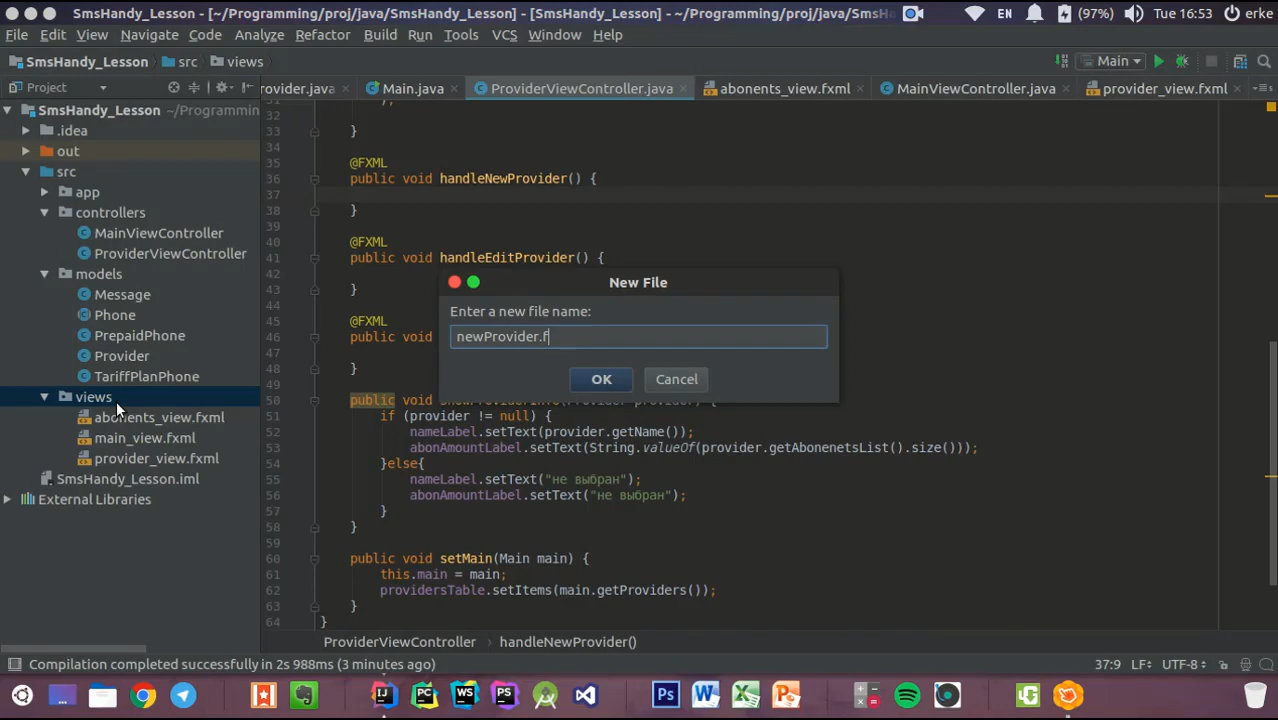 SmsHandy_Lesson - [~/Programming/proj/java/SmsHandy_Lesson] - [SmsHandy_Lesson] - ~/Programming/proj/java/SmsHa
EN (97%) Tue 16:53 erke
File Edit View Navigate Code Analyze Refactor Build Run Tools VCS Window Help
SmsHandy_Lesson src views Main
Project rovider.java Main.java ProviderViewController.java abonents_view.fxml MainViewController.java provider_view.fxml
SmsHandy_Lesson ~/Programmin
.idea
out
src
app
controllers
MainViewController
ProviderViewController
models
Message
Phone
PrepaidPhone
Provider
TariffPlanPhone
views
abonents_view.fxml
main_view.fxml
provider_view.fxml
SmsHandy_Lesson.iml
External Libraries
32
33 }
34
35 @FXML
36 public void handleNewProvider() {
37
38 }
39
40 @FXML
41 public void handleEditProvider() {
42
43 }
44
45 @FXML
46 public void
47
48 }
49
50 public void
51 if (provider != null) {
52 nameLabel.setText(provider.getName());
53 abonAmountLabel.setText(String.valueOf(provider.getAbonenetsList().size()));
54 }else{
55 nameLabel.setText("не выбран");
56 abonAmountLabel.setText("не выбран");
57 }
58 }
59
60 public void setMain(Main main) {
61 this.main = main;
62 providersTable.setItems(main.getProviders());
63 }
64 }
New File
Enter a new file name:
newProvider.f
OK Cancel
ProviderViewController > handleNewProvider()
Compilation completed successfully in 2s 988ms (3 minutes ago) 37:9 LF÷ UTF-8÷
IJ PC WS PS Ps W X P